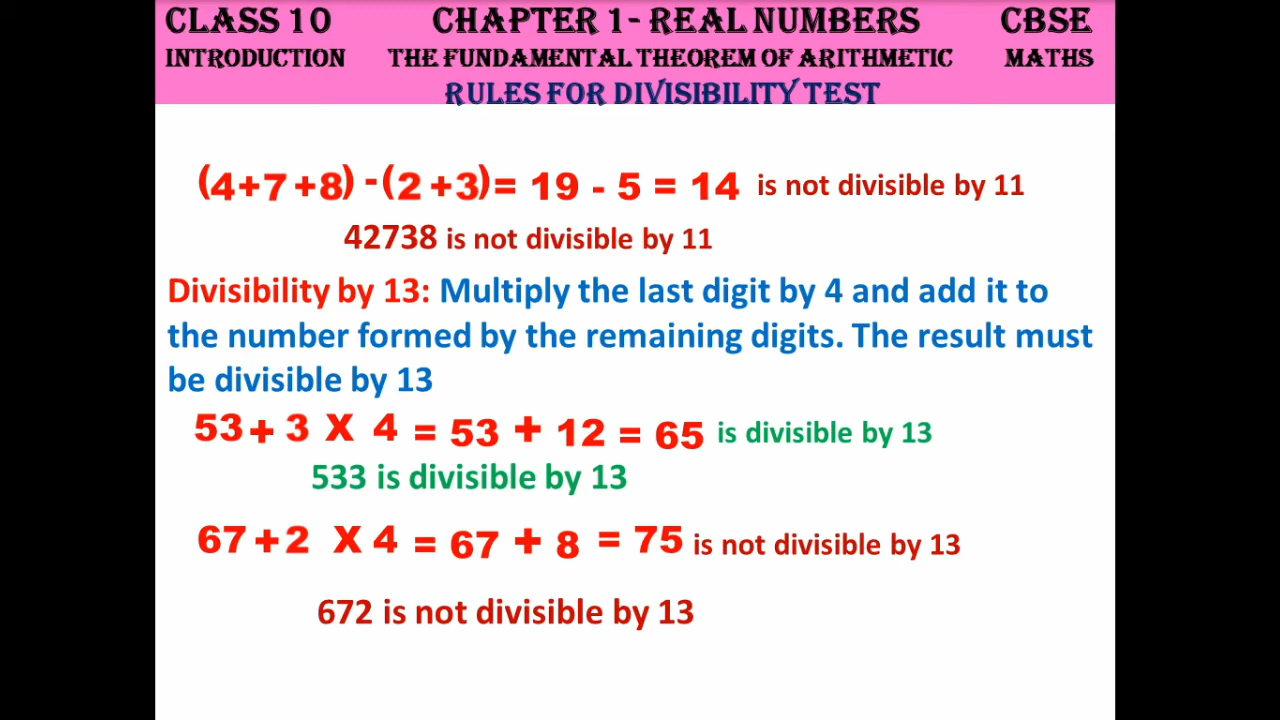 CLASS 10 CHAPTER 1- REAL NUMBERS CBSE
INTRODUCTION THE FUNDAMENTAL THEOREM OF ARITHMETIC MATHS
RULES FOR DIVISIBILITY TEST
(4+7+8) - (2+3) = 19 - 5 = 14 is not divisible by 11
42738 is not divisible by 11
Divisibility by 13: Multiply the last digit by 4 and add it to
the number formed by the remaining digits. The result must
be divisible by 13
53 + 3 X 4 = 53 + 12 = 65 is divisible by 13
533 is divisible by 13
67 + 2 X 4 = 67 + 8 = 75 is not divisible by 13
672 is not divisible by 13